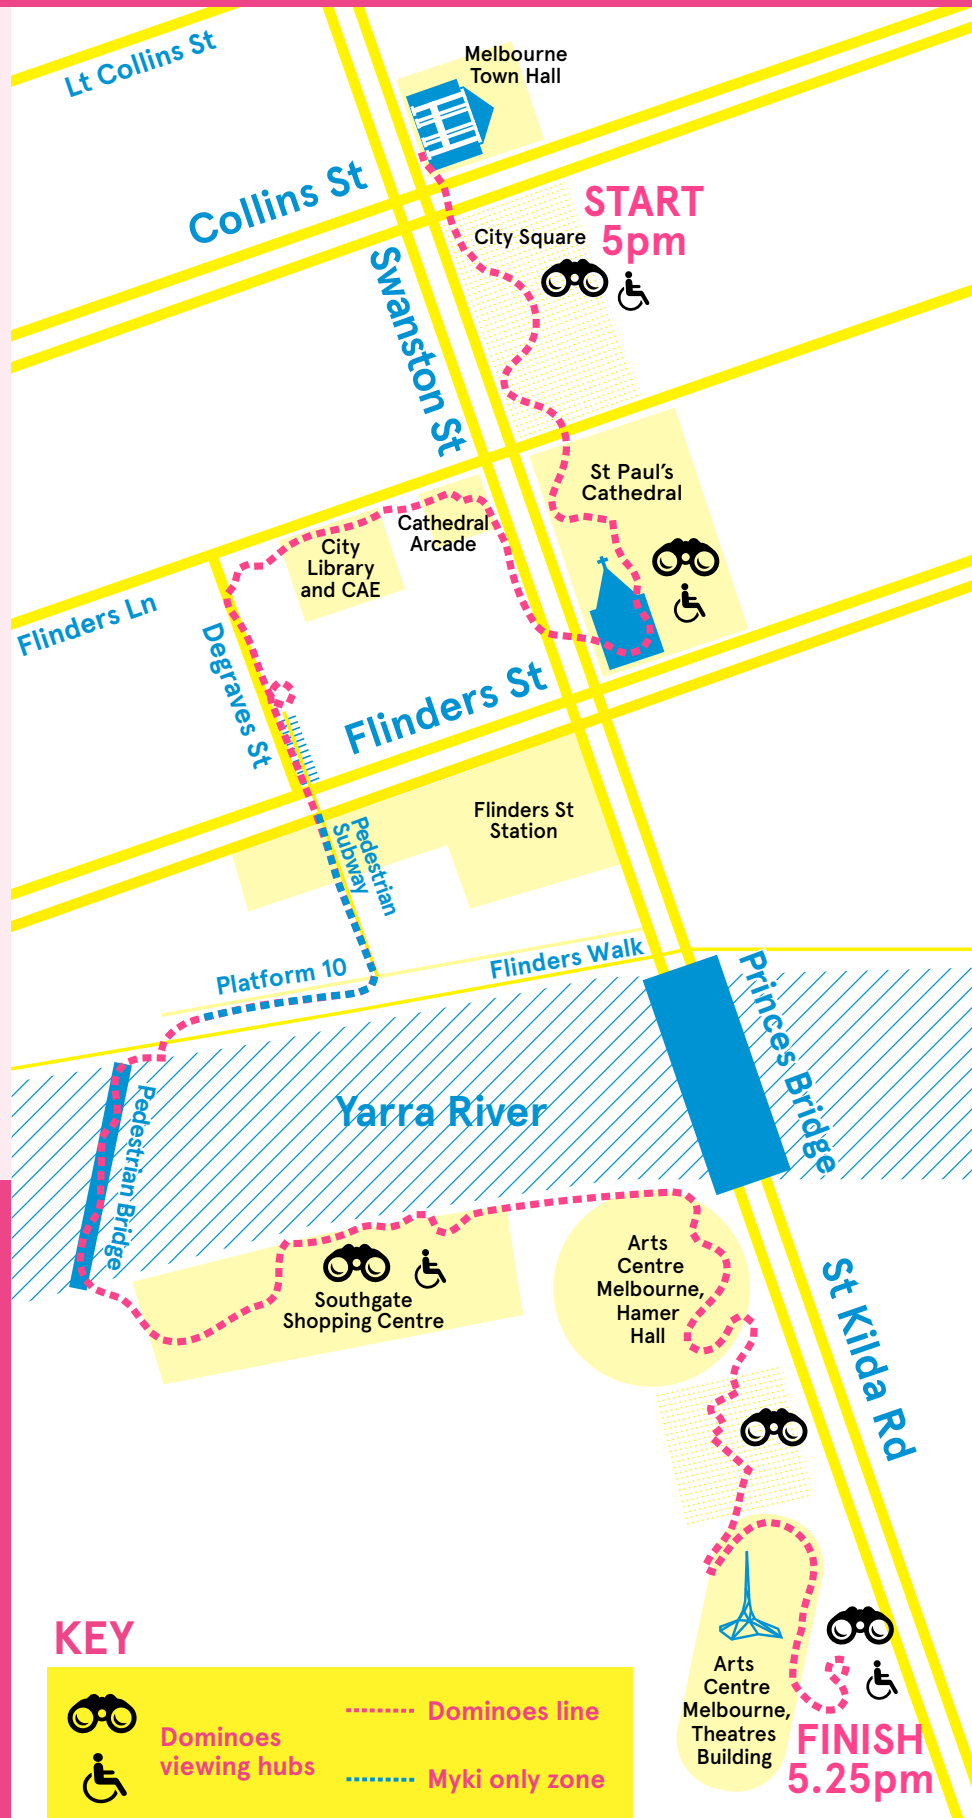 Lt Collins St
Melbourne
Town Hall
Collins St
START
5pm
City Square
Swanston St
St Paul's
Cathedral
Cathedral
Arcade
City
Library
and CAE
Flinders Ln
Degraves St
Flinders St
Flinders St
Station
Pedestrian
Subway
Platform 10
Flinders Walk
Princes Bridge
Yarra River
Pedestrian Bridge
Arts
Centre
Melbourne,
Hamer
Hall
Southgate
Shopping Centre
St Kilda Rd
Arts
Centre
Melbourne,
Theatres
Building
FINISH
5.25pm
KEY
Dominoes
viewing hubs
Dominoes line
Myki only zone